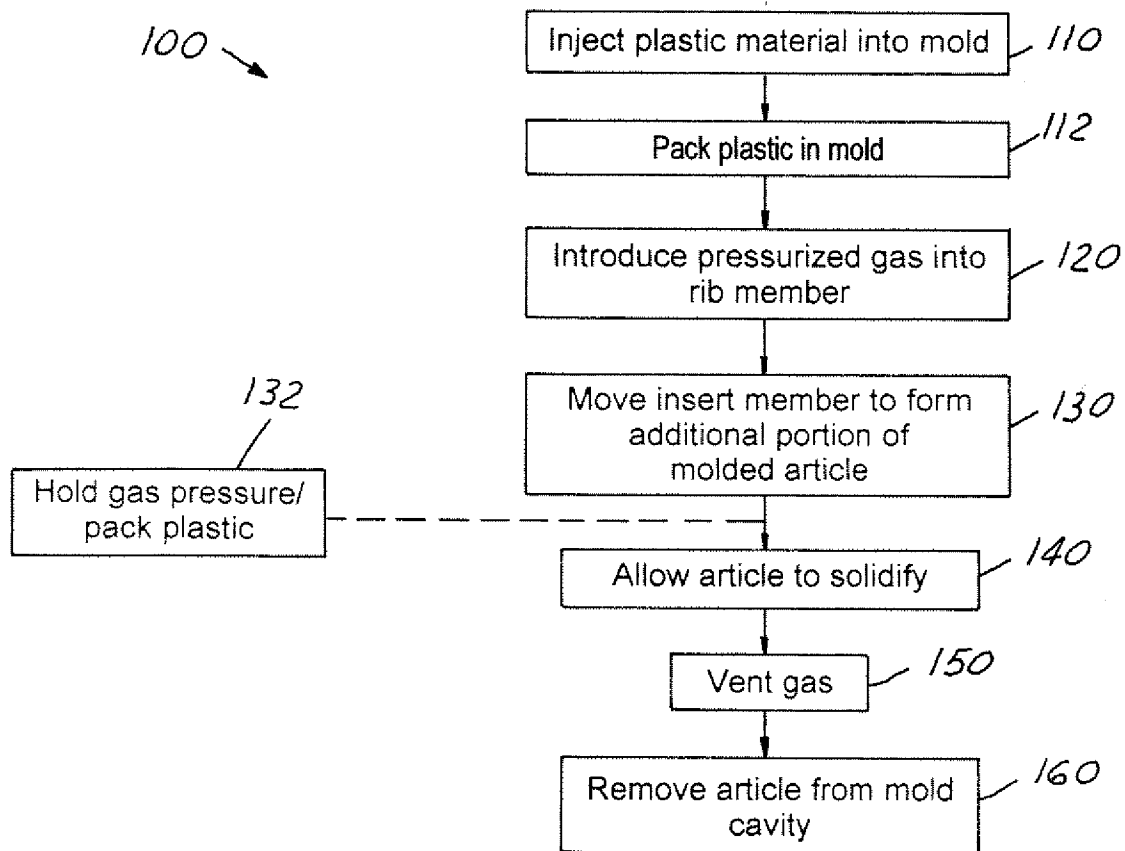 100
Inject plastic material into mold
110
Pack plastic in mold
112
Introduce pressurized gas into
rib member
120
Move insert member to form
additional portion of
molded article
130
132
Hold gas pressure/
pack plastic
Allow article to solidify
140
Vent gas
150
Remove article from mold
cavity
160